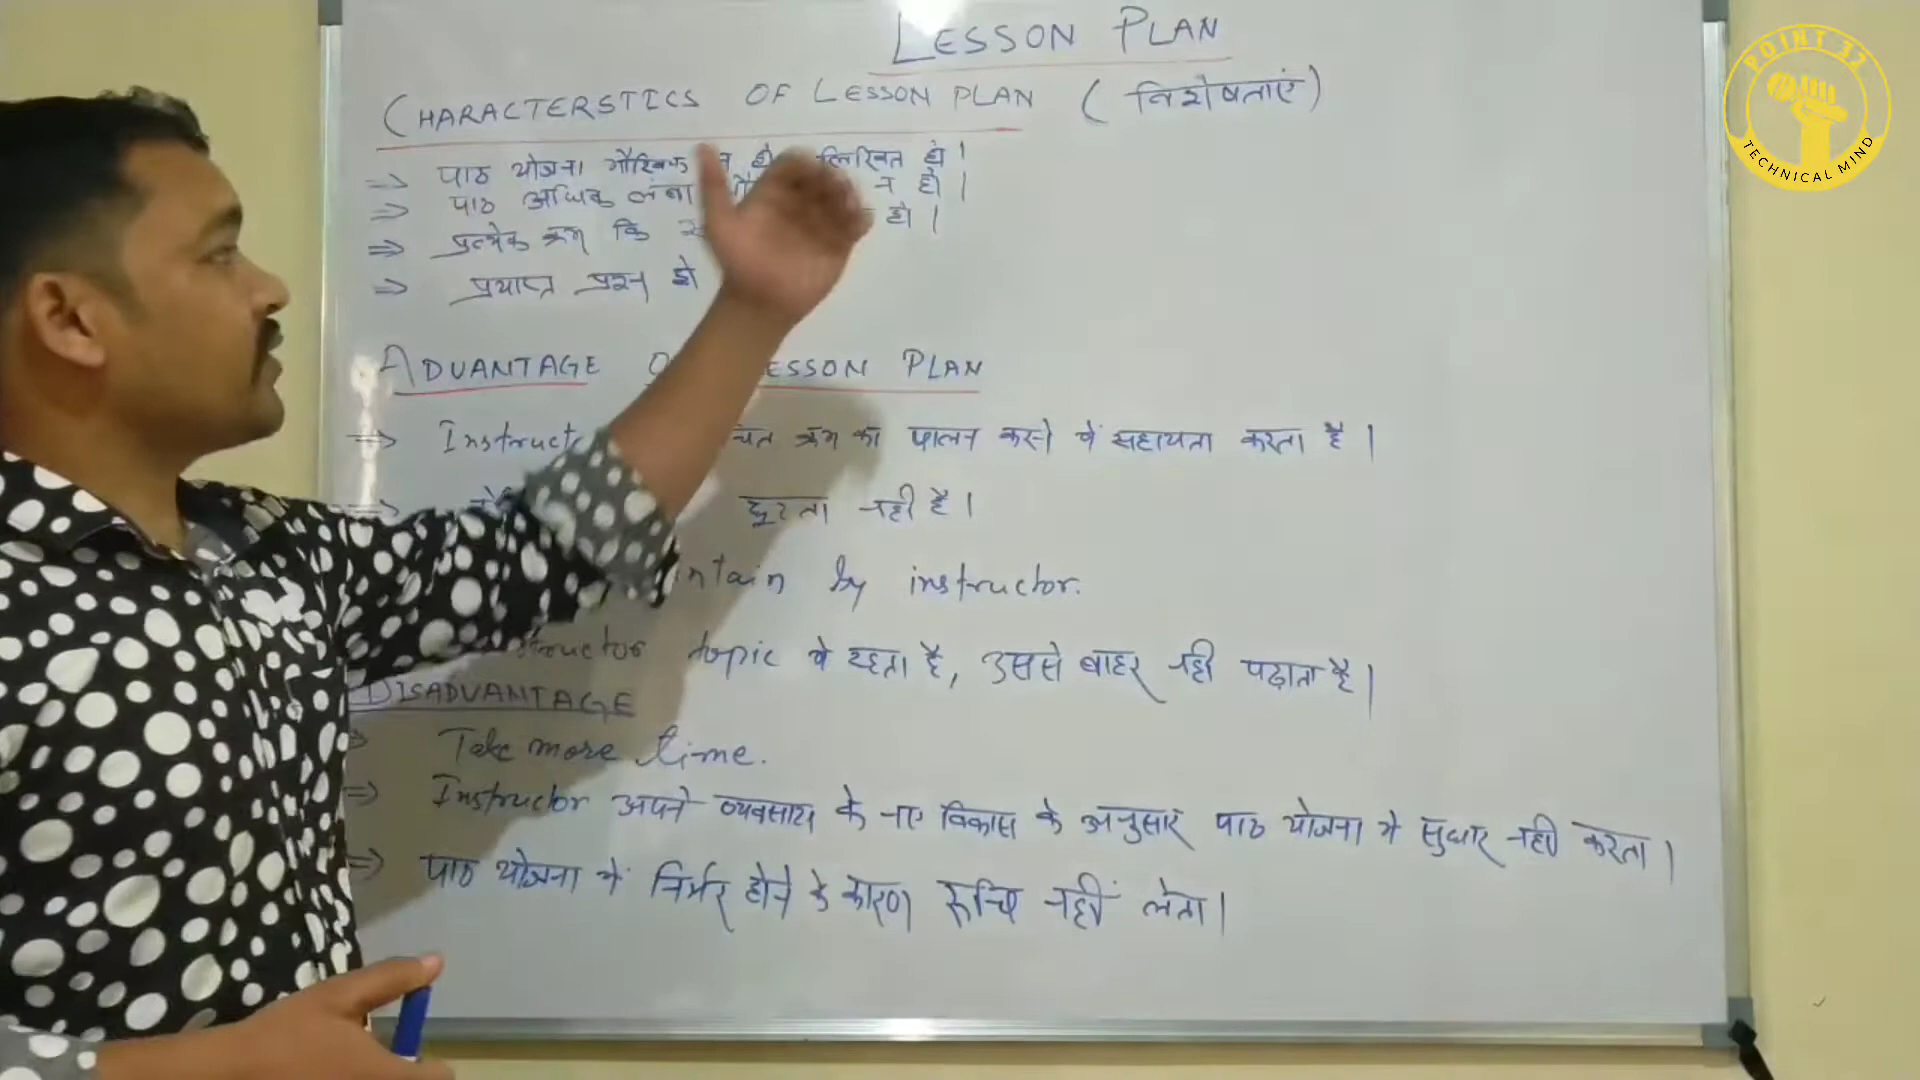 LESSON PLAN
CHARACTERSTICS OF LESSON PLAN (विशेषताएं)
⇒ पाठ योजना मौखिक न हो लिखित हो।
⇒ पाठ अधिक लंबा न हो।
⇒ प्रत्येक क्रम कि हो।
⇒ प्रयाप्त प्रश्न हो
ADVANTAGE LESSON PLAN
⇒ क्रम का पालन करने में सहायता करता है।
⇒ छूटता नही है।
by instructor.
topic मे रहता है, उससे बाहर नही पढ़ाता है।
DISADVANTAGE
⇒ Take more time.
⇒ Instructor अपने व्यवसाय के नए विकास के अनुसार पाठ योजना मे सुधार नही करता।
⇒ पाठ योजना में निर्भर होने के कारण रूचि नहीं लेता।
POINT 32
TECHNICAL MIND